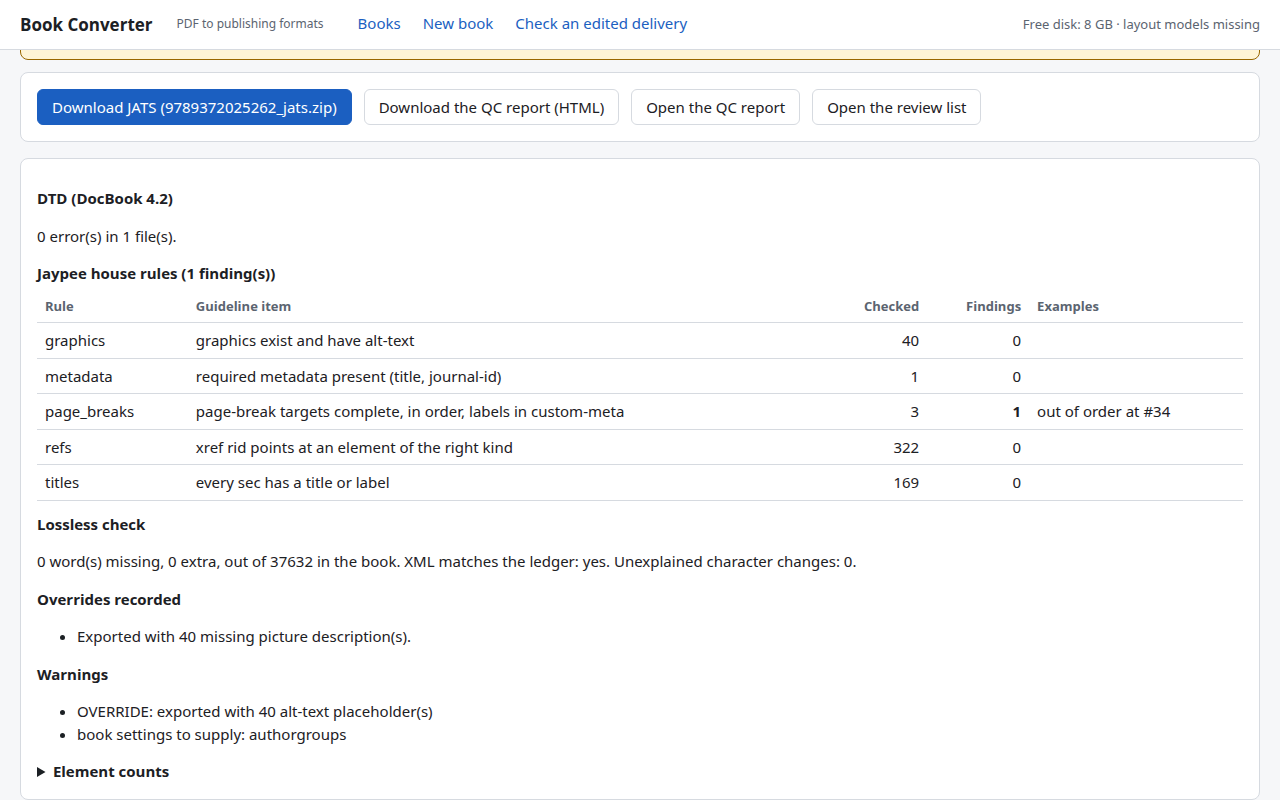 Book Converter PDF to publishing formats Books New book Check an edited delivery Free disk: 8 GB · layout models missing
Download JATS (9789372025262_jats.zip) Download the QC report (HTML) Open the QC report Open the review list
DTD (DocBook 4.2)
0 error(s) in 1 file(s).
Jaypee house rules (1 finding(s))
Rule Guideline item Checked Findings Examples
graphics graphics exist and have alt-text 40 0
metadata required metadata present (title, journal-id) 1 0
page_breaks page-break targets complete, in order, labels in custom-meta 3 1 out of order at #34
refs xref rid points at an element of the right kind 322 0
titles every sec has a title or label 169 0
Lossless check
0 word(s) missing, 0 extra, out of 37632 in the book. XML matches the ledger: yes. Unexplained character changes: 0.
Overrides recorded
• Exported with 40 missing picture description(s).
Warnings
• OVERRIDE: exported with 40 alt-text placeholder(s)
• book settings to supply: authorgroups
▶ Element counts